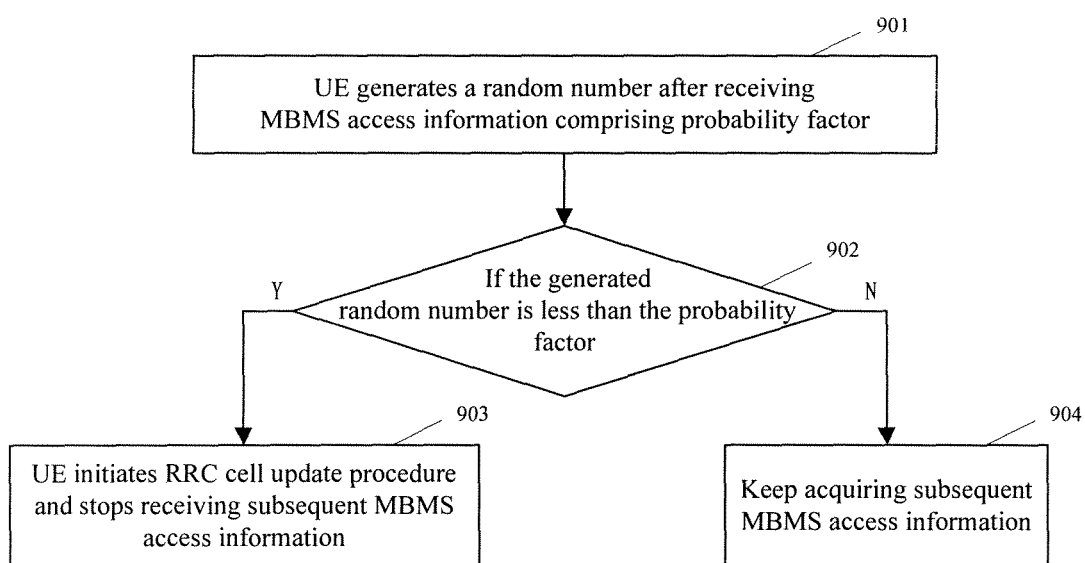 901
UE generates a random number after receiving
MBMS access information comprising probability factor
902
If the generated
random number is less than the probability
factor
Y
N
903
UE initiates RRC cell update procedure
and stops receiving subsequent MBMS
access information
904
Keep acquiring subsequent
MBMS access information